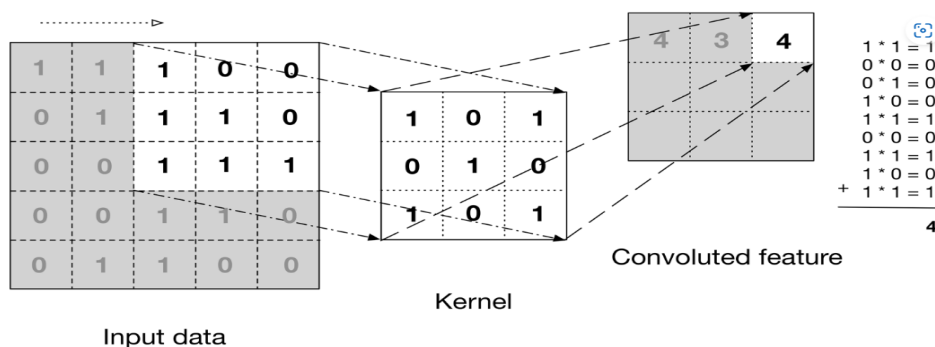 1 1 1 0 0
0 1 1 1 0
0 0 1 1 1
0 0 1 1 0
0 1 1 0 0
Input data
1 0 1
0 1 0
1 0 1
Kernel
4 3 4
Convoluted feature
1 * 1 = 1
0 * 0 = 0
0 * 1 = 0
1 * 0 = 0
1 * 1 = 1
0 * 0 = 0
1 * 1 = 1
1 * 0 = 0
+ 1 * 1 = 1
4